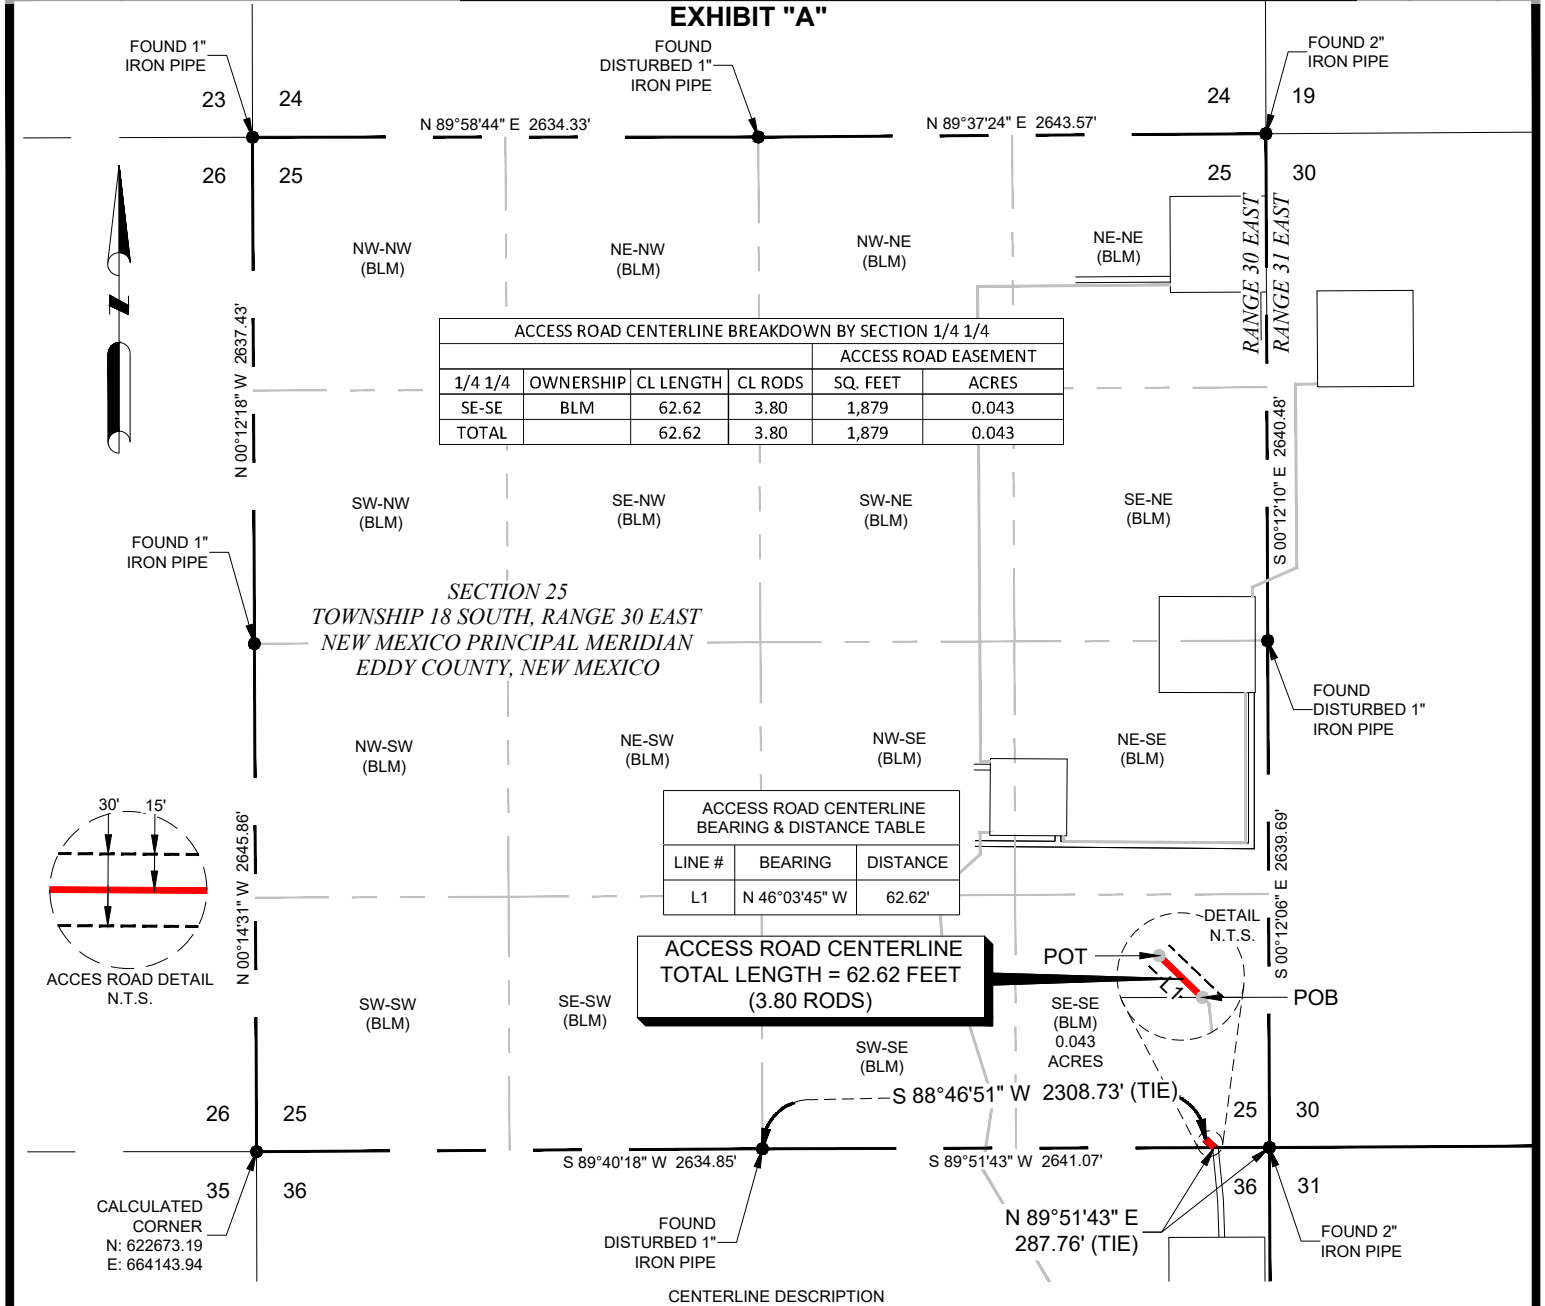 EXHIBIT "A"
FOUND 1"
IRON PIPE
FOUND
DISTURBED 1"
IRON PIPE
FOUND 2"
IRON PIPE
23
24
24
19
N 89°58'44" E 2634.33'
N 89°37'24" E 2643.57'
26
25
25
30
N
RANGE 30 EAST
RANGE 31 EAST
NW-NW
(BLM)
NE-NW
(BLM)
NW-NE
(BLM)
NE-NE
(BLM)
N 00°12'18" W 2637.43'
ACCESS ROAD CENTERLINE BREAKDOWN BY SECTION 1/4 1/4
ACCESS ROAD EASEMENT
1/4 1/4 OWNERSHIP CL LENGTH CL RODS SQ. FEET ACRES
SE-SE BLM 62.62 3.80 1,879 0.043
TOTAL 62.62 3.80 1,879 0.043
S 00°12'10" E 2640.48'
SW-NW
(BLM)
SE-NW
(BLM)
SW-NE
(BLM)
SE-NE
(BLM)
FOUND 1"
IRON PIPE
SECTION 25
TOWNSHIP 18 SOUTH, RANGE 30 EAST
NEW MEXICO PRINCIPAL MERIDIAN
EDDY COUNTY, NEW MEXICO
FOUND
DISTURBED 1"
IRON PIPE
NW-SW
(BLM)
NE-SW
(BLM)
NW-SE
(BLM)
NE-SE
(BLM)
30'
15'
ACCES ROAD DETAIL
N.T.S.
N 00°14'31" W 2645.86'
ACCESS ROAD CENTERLINE
BEARING & DISTANCE TABLE
LINE # BEARING DISTANCE
L1 N 46°03'45" W 62.62'
S 00°12'06" E 2639.69'
DETAIL
N.T.S.
POT
L1
POB
ACCESS ROAD CENTERLINE
TOTAL LENGTH = 62.62 FEET
(3.80 RODS)
SW-SW
(BLM)
SE-SW
(BLM)
SW-SE
(BLM)
SE-SE
(BLM)
0.043
ACRES
S 88°46'51" W 2308.73' (TIE)
26
25
25
30
S 89°40'18" W 2634.85'
S 89°51'43" W 2641.07'
35
36
36
31
CALCULATED
CORNER
N: 622673.19
E: 664143.94
FOUND
DISTURBED 1"
IRON PIPE
N 89°51'43" E
287.76' (TIE)
FOUND 2"
IRON PIPE
CENTERLINE DESCRIPTION